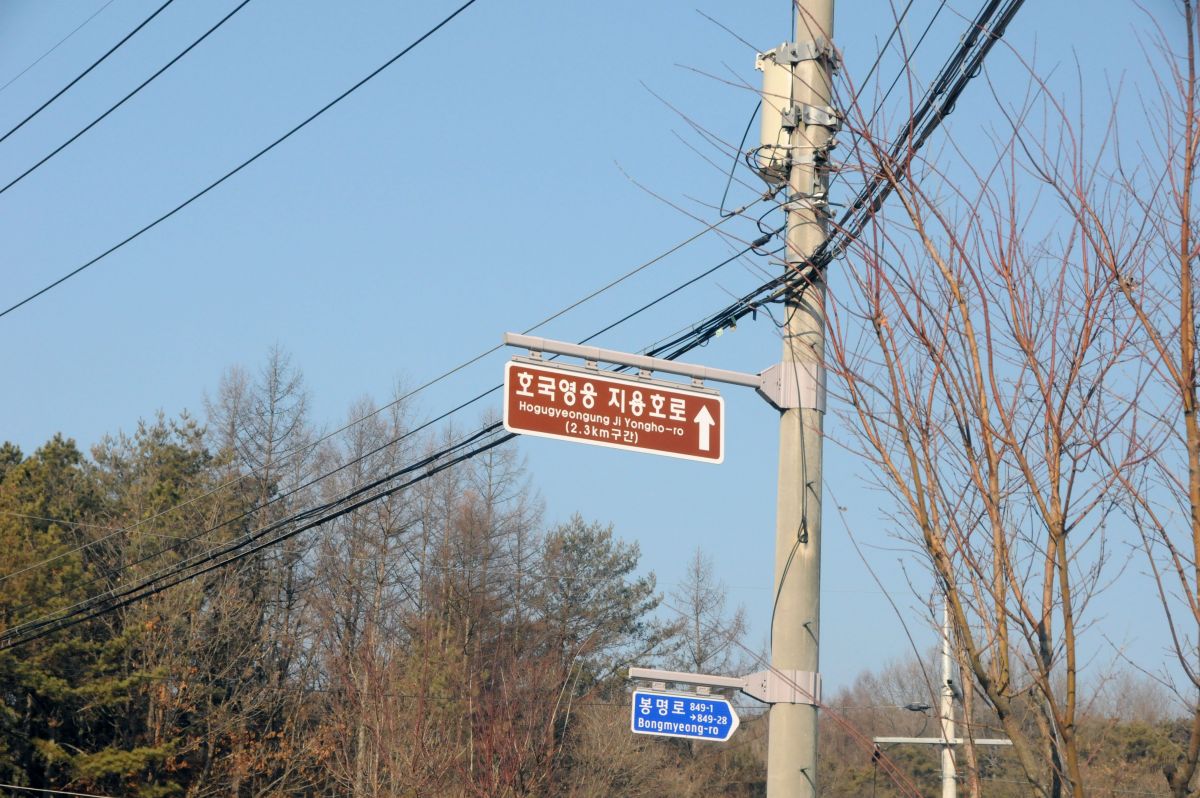 호국영웅 지용호로
Hogugyeongung Ji Yongho-ro
(2.3km구간)
봉명로 849-1
→849-28
Bongmyeong-ro